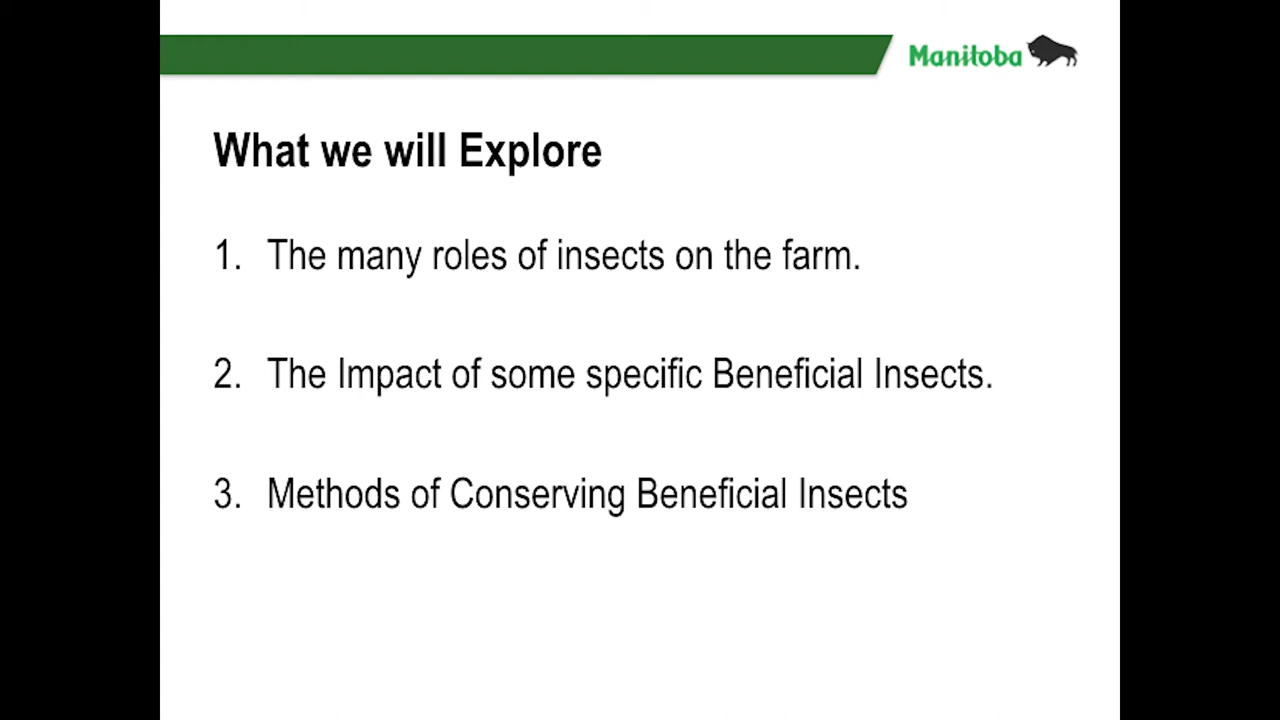 Manitoba
What we will Explore
1. The many roles of insects on the farm.
2. The Impact of some specific Beneficial Insects.
3. Methods of Conserving Beneficial Insects